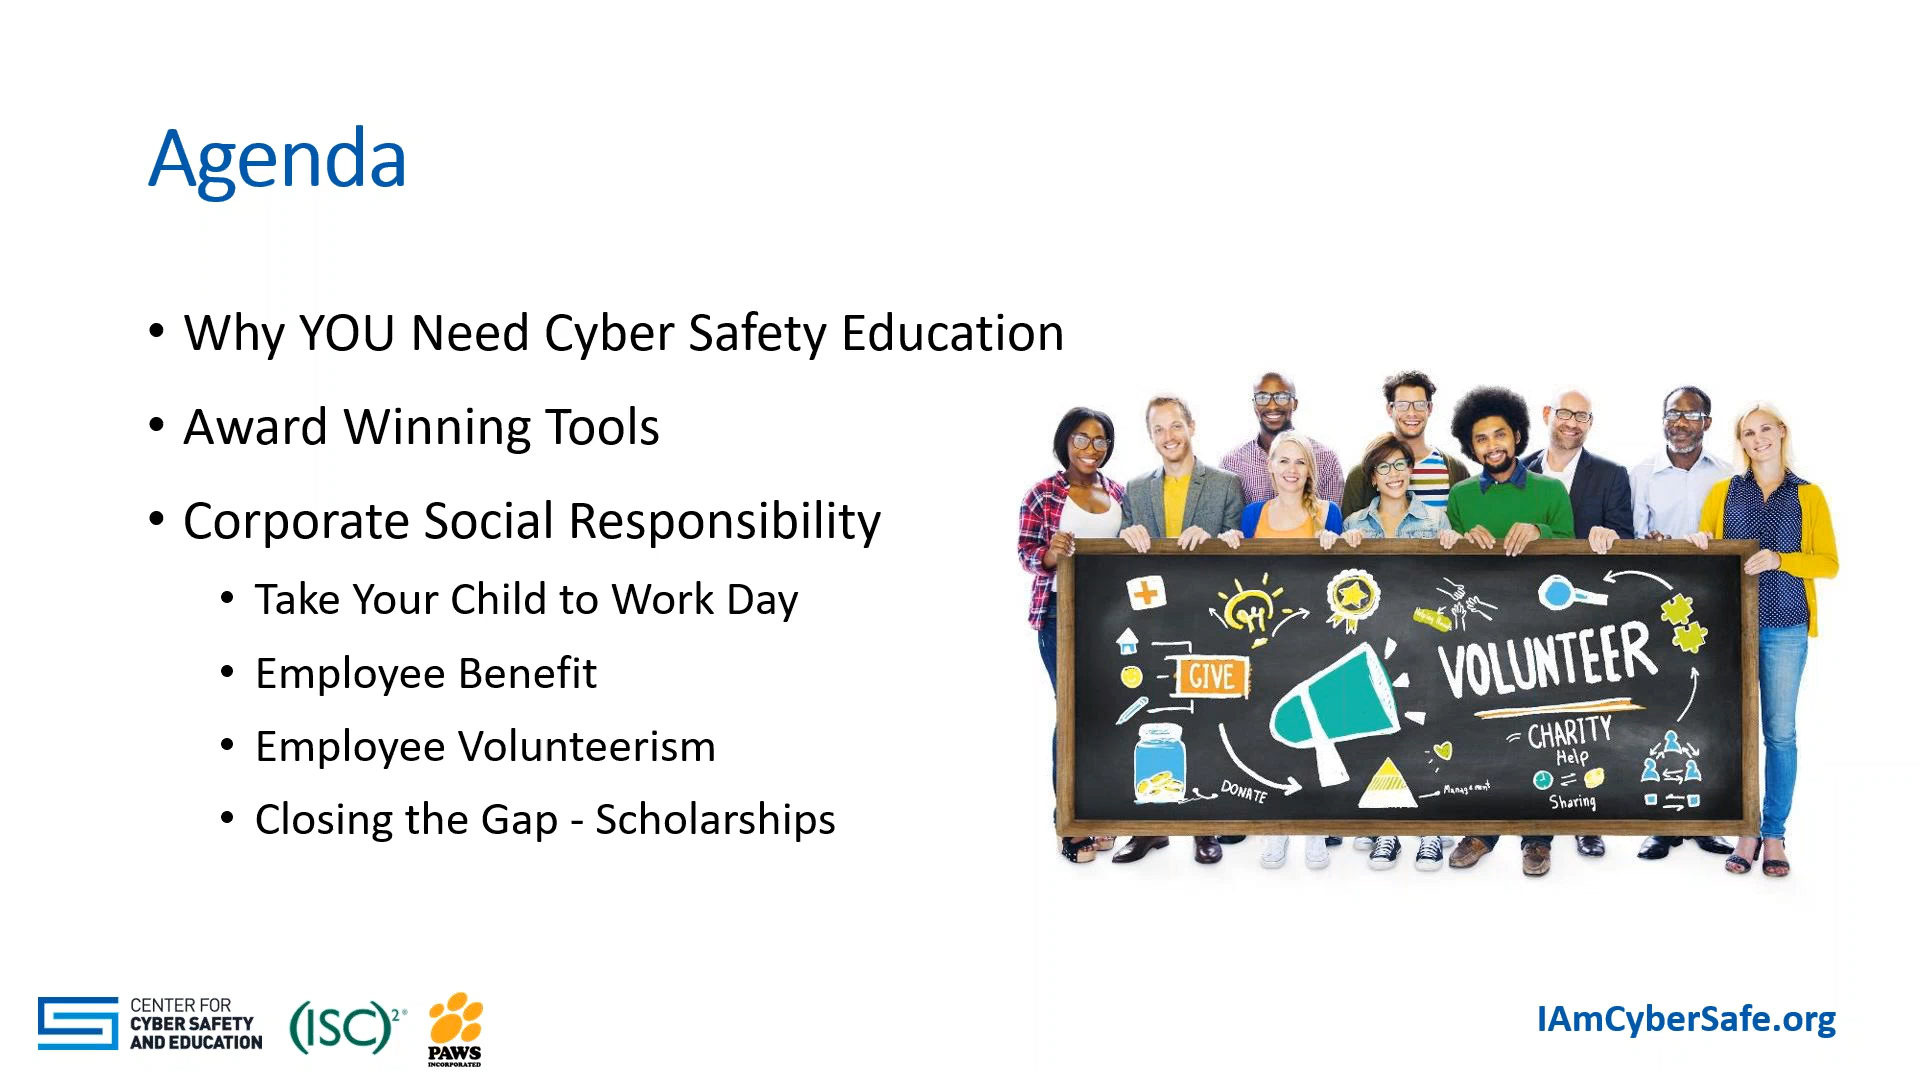 Agenda
• Why YOU Need Cyber Safety Education
• Award Winning Tools
• Corporate Social Responsibility
• Take Your Child to Work Day
• Employee Benefit
• Employee Volunteerism
• Closing the Gap - Scholarships
GIVE
VOLUNTEER
CHARITY
Help
Sharing
DONATE
Management
CENTER FOR
CYBER SAFETY
AND EDUCATION
(ISC)²®
PAWS
INCORPORATED
IAmCyberSafe.org